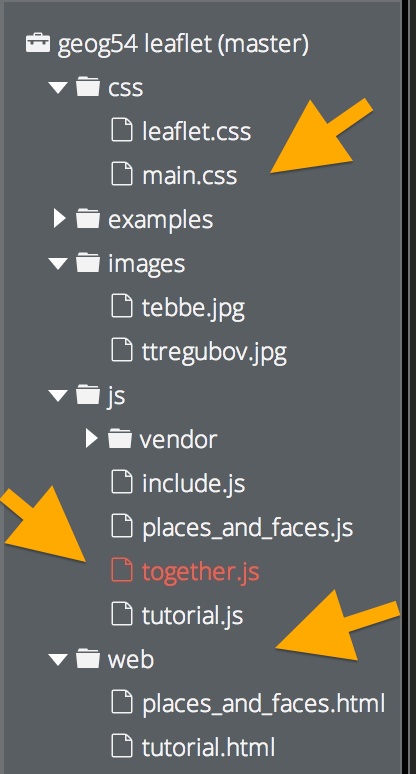 geog54 leaflet (master)
css
leaflet.css
main.css
examples
images
tebbe.jpg
ttregubov.jpg
js
vendor
include.js
places_and_faces.js
together.js
tutorial.js
web
places_and_faces.html
tutorial.html